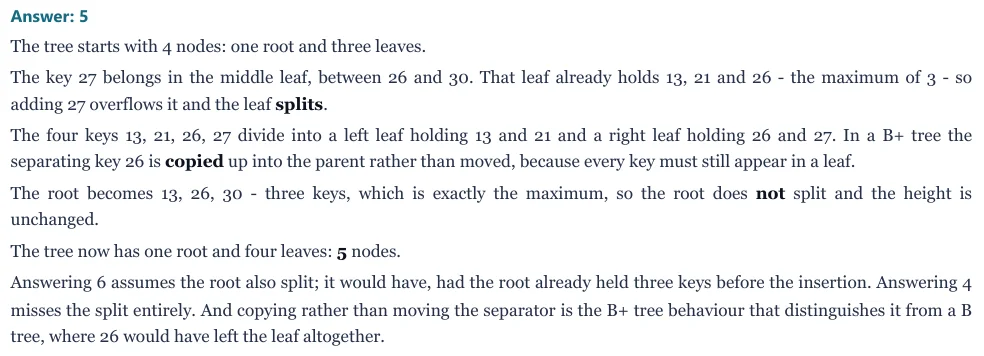 Answer: 5
The tree starts with 4 nodes: one root and three leaves.
The key 27 belongs in the middle leaf, between 26 and 30. That leaf already holds 13, 21 and 26 - the maximum of 3 - so
adding 27 overflows it and the leaf splits.
The four keys 13, 21, 26, 27 divide into a left leaf holding 13 and 21 and a right leaf holding 26 and 27. In a B+ tree the
separating key 26 is copied up into the parent rather than moved, because every key must still appear in a leaf.
The root becomes 13, 26, 30 - three keys, which is exactly the maximum, so the root does not split and the height is
unchanged.
The tree now has one root and four leaves: 5 nodes.
Answering 6 assumes the root also split; it would have, had the root already held three keys before the insertion. Answering 4
misses the split entirely. And copying rather than moving the separator is the B+ tree behaviour that distinguishes it from a B
tree, where 26 would have left the leaf altogether.